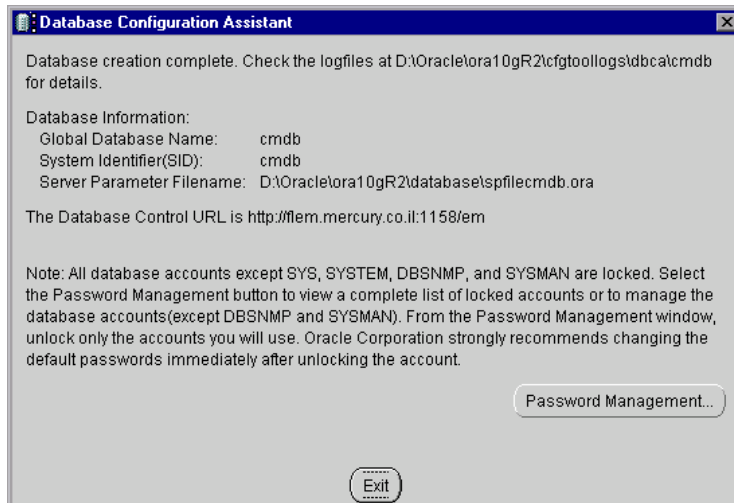 Database Configuration Assistant
Database creation complete. Check the logfiles at D:\Oracle\ora10gR2\cfgtoollogs\dbca\cmdb
for details.
Database Information:
Global Database Name: cmdb
System Identifier(SID): cmdb
Server Parameter Filename: D:\Oracle\ora10gR2\database\spfilecmdb.ora
The Database Control URL is http://flem.mercury.co.il:1158/em
Note: All database accounts except SYS, SYSTEM, DBSNMP, and SYSMAN are locked. Select
the Password Management button to view a complete list of locked accounts or to manage the
database accounts(except DBSNMP and SYSMAN). From the Password Management window,
unlock only the accounts you will use. Oracle Corporation strongly recommends changing the
default passwords immediately after unlocking the account.
Password Management...
Exit